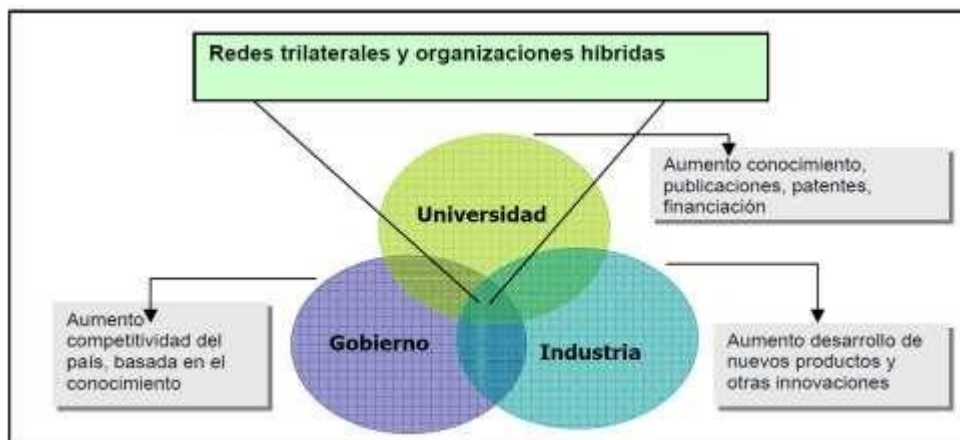 Redes trilaterales y organizaciones híbridas
Aumento conocimiento,
publicaciones, patentes,
financiación
Universidad
Gobierno
Industria
Aumento
competitividad del
país, basada en el
conocimiento
Aumento desarrollo de
nuevos productos y
otras innovaciones